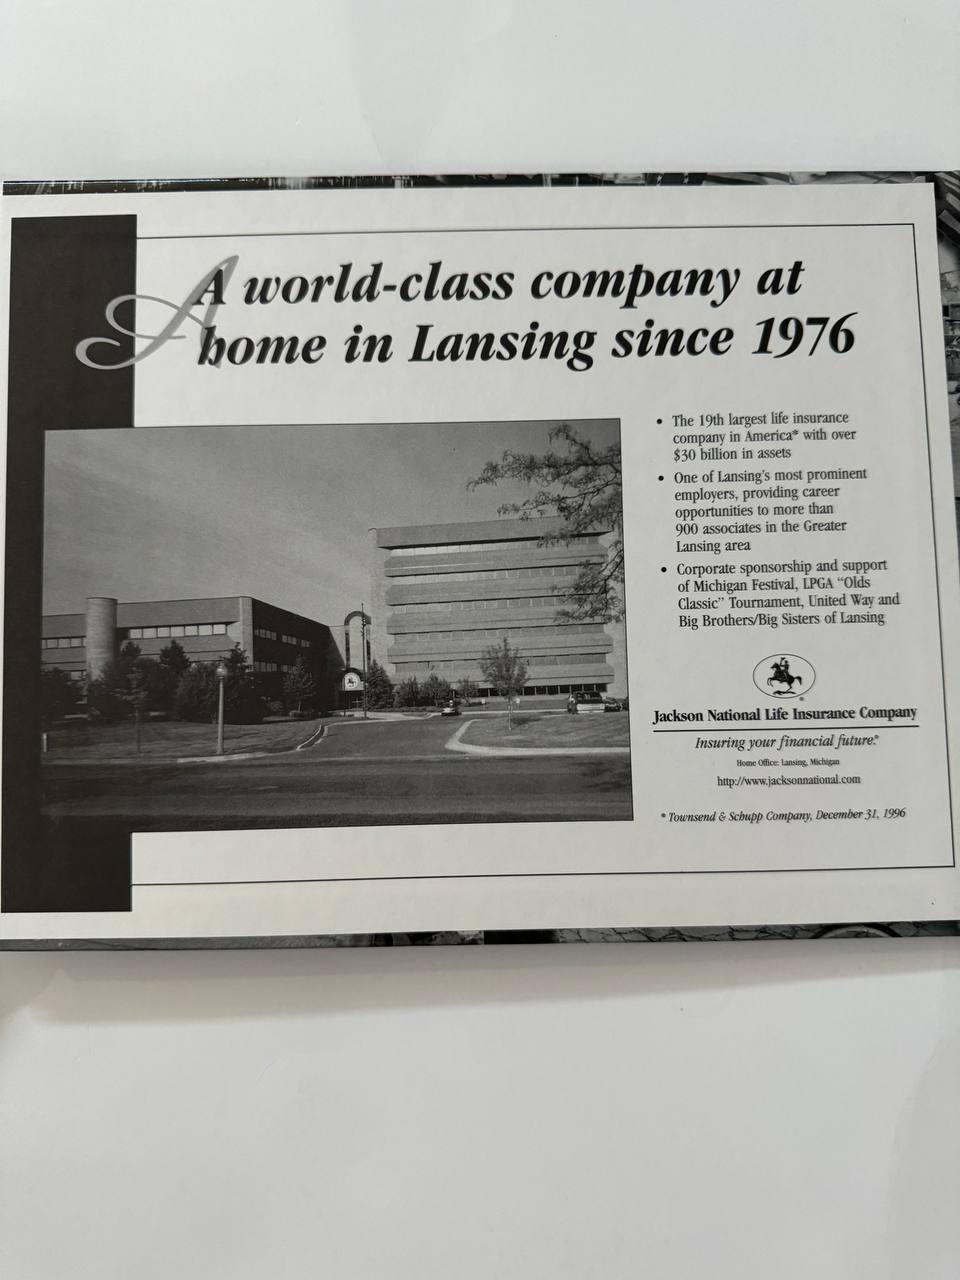 A world-class company at
home in Lansing since 1976
• The 19th largest life insurance
company in America* with over
$30 billion in assets
• One of Lansing's most prominent
employers, providing career
opportunities to more than
900 associates in the Greater
Lansing area
• Corporate sponsorship and support
of Michigan Festival, LPGA "Olds
Classic" Tournament, United Way and
Big Brothers/Big Sisters of Lansing
®
Jackson National Life Insurance Company
Insuring your financial future.®
Home Office: Lansing, Michigan
http://www.jacksonnational.com
* Townsend & Schupp Company, December 31, 1996